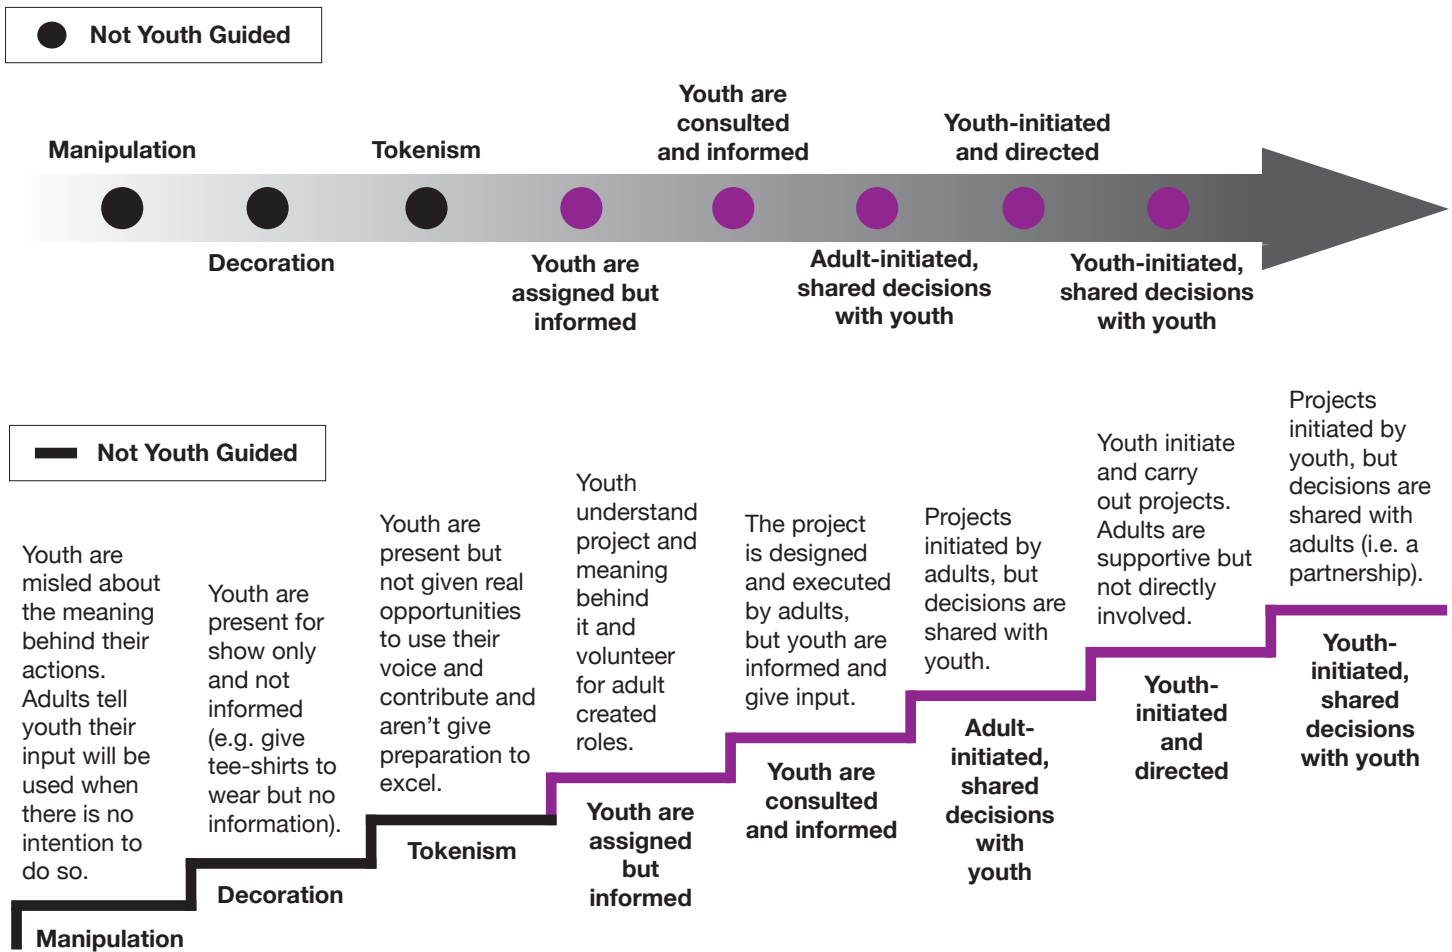 Not Youth Guided
Manipulation
Decoration
Tokenism
Youth are
assigned but
informed
Youth are
consulted
and informed
Adult-initiated,
shared decisions
with youth
Youth-initiated
and directed
Youth-initiated,
shared decisions
with youth
Not Youth Guided
Youth are
misled about
the meaning
behind their
actions.
Adults tell
youth their
input will be
used when
there is no
intention to
do so.
Manipulation
Youth are
present for
show only
and not
informed
(e.g. give
tee-shirts to
wear but no
information).
Decoration
Youth are
present but
not given real
opportunities
to use their
voice and
contribute and
aren’t give
preparation to
excel.
Tokenism
Youth
understand
project and
meaning
behind
it and
volunteer
for adult
created
roles.
Youth are
assigned
but
informed
The project
is designed
and executed
by adults,
but youth are
informed and
give input.
Youth are
consulted
and informed
Projects
initiated by
adults, but
decisions are
shared with
youth.
Adult-
initiated,
shared
decisions
with
youth
Youth initiate
and carry
out projects.
Adults are
supportive but
not directly
involved.
Youth-
initiated
and
directed
Projects
initiated by
youth, but
decisions are
shared with
adults (i.e. a
partnership).
Youth-
initiated,
shared
decisions
with youth